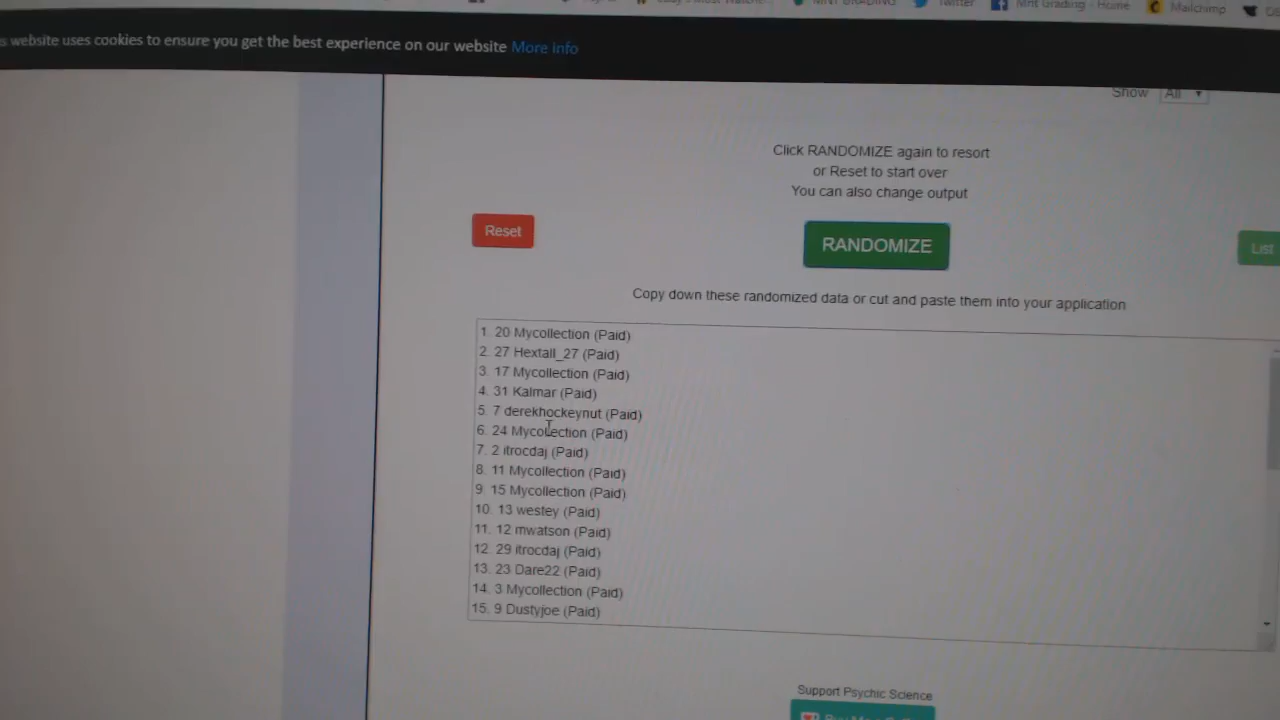 Twitter
Mnt Grading - Home
Mailchimp
website uses cookies to ensure you get the best experience on our website More info
Show All
Click RANDOMIZE again to resort
or Reset to start over
You can also change output
Reset
RANDOMIZE
List
Copy down these randomized data or cut and paste them into your application
1. 20 Mycollection (Paid)
2. 27 Hextall_27 (Paid)
3. 17 Mycollection (Paid)
4. 31 Kalmar (Paid)
5. 7 derekhockeynut (Paid)
6. 24 Mycollection (Paid)
7. 2 itrocdaj (Paid)
8. 11 Mycollection (Paid)
9. 15 Mycollection (Paid)
10. 13 westey (Paid)
11. 12 mwatson (Paid)
12. 29 itrocdaj (Paid)
13. 23 Dare22 (Paid)
14. 3 Mycollection (Paid)
15. 9 Dustyjoe (Paid)
Support Psychic Science